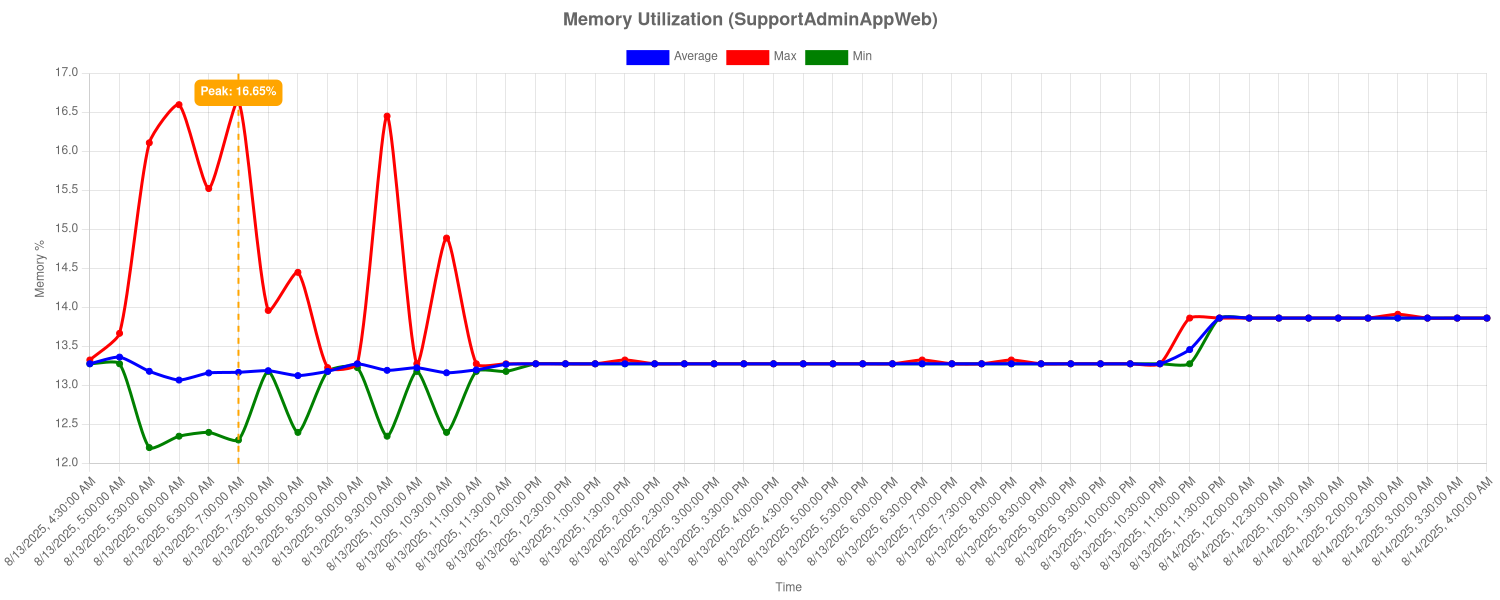 Memory Utilization (SupportAdminAppWeb)
Average Max Min
Peak: 16.65%
17.0
16.5
16.0
15.5
15.0
14.5
14.0
13.5
13.0
12.5
12.0
Memory %
8/13/2025, 4:30:00 AM
8/13/2025, 5:00:00 AM
8/13/2025, 5:30:00 AM
8/13/2025, 6:00:00 AM
8/13/2025, 6:30:00 AM
8/13/2025, 7:00:00 AM
8/13/2025, 7:30:00 AM
8/13/2025, 8:00:00 AM
8/13/2025, 8:30:00 AM
8/13/2025, 9:00:00 AM
8/13/2025, 9:30:00 AM
8/13/2025, 10:00:00 AM
8/13/2025, 10:30:00 AM
8/13/2025, 11:00:00 AM
8/13/2025, 11:30:00 AM
8/13/2025, 12:00:00 PM
8/13/2025, 12:30:00 PM
8/13/2025, 1:00:00 PM
8/13/2025, 1:30:00 PM
8/13/2025, 2:00:00 PM
8/13/2025, 2:30:00 PM
8/13/2025, 3:00:00 PM
8/13/2025, 3:30:00 PM
8/13/2025, 4:00:00 PM
8/13/2025, 4:30:00 PM
8/13/2025, 5:00:00 PM
8/13/2025, 5:30:00 PM
8/13/2025, 6:00:00 PM
8/13/2025, 6:30:00 PM
8/13/2025, 7:00:00 PM
8/13/2025, 7:30:00 PM
8/13/2025, 8:00:00 PM
8/13/2025, 8:30:00 PM
8/13/2025, 9:00:00 PM
8/13/2025, 9:30:00 PM
8/13/2025, 10:00:00 PM
8/13/2025, 10:30:00 PM
8/13/2025, 11:00:00 PM
8/13/2025, 11:30:00 PM
8/14/2025, 12:00:00 AM
8/14/2025, 12:30:00 AM
8/14/2025, 1:00:00 AM
8/14/2025, 1:30:00 AM
8/14/2025, 2:00:00 AM
8/14/2025, 2:30:00 AM
8/14/2025, 3:00:00 AM
8/14/2025, 3:30:00 AM
8/14/2025, 4:00:00 AM
Time